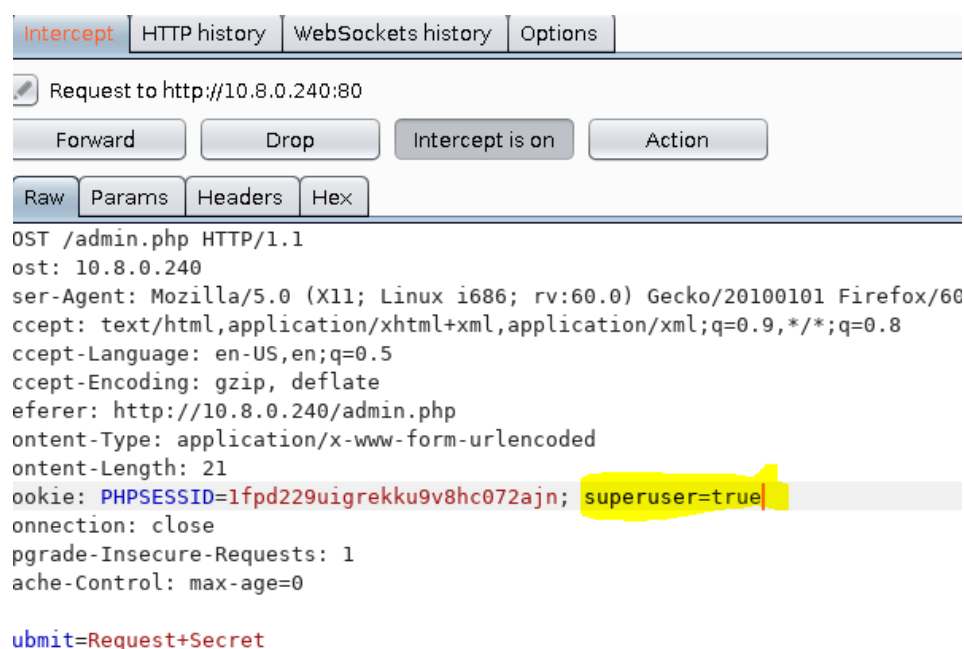 Intercept HTTP history WebSockets history Options
Request to http://10.8.0.240:80
Forward Drop Intercept is on Action
Raw Params Headers Hex
OST /admin.php HTTP/1.1
ost: 10.8.0.240
ser-Agent: Mozilla/5.0 (X11; Linux i686; rv:60.0) Gecko/20100101 Firefox/60
ccept: text/html,application/xhtml+xml,application/xml;q=0.9,*/*;q=0.8
ccept-Language: en-US,en;q=0.5
ccept-Encoding: gzip, deflate
eferer: http://10.8.0.240/admin.php
ontent-Type: application/x-www-form-urlencoded
ontent-Length: 21
ookie: PHPSESSID=1fpd229uigrekku9v8hc072ajn; superuser=true
onnection: close
pgrade-Insecure-Requests: 1
ache-Control: max-age=0
ubmit=Request+Secret